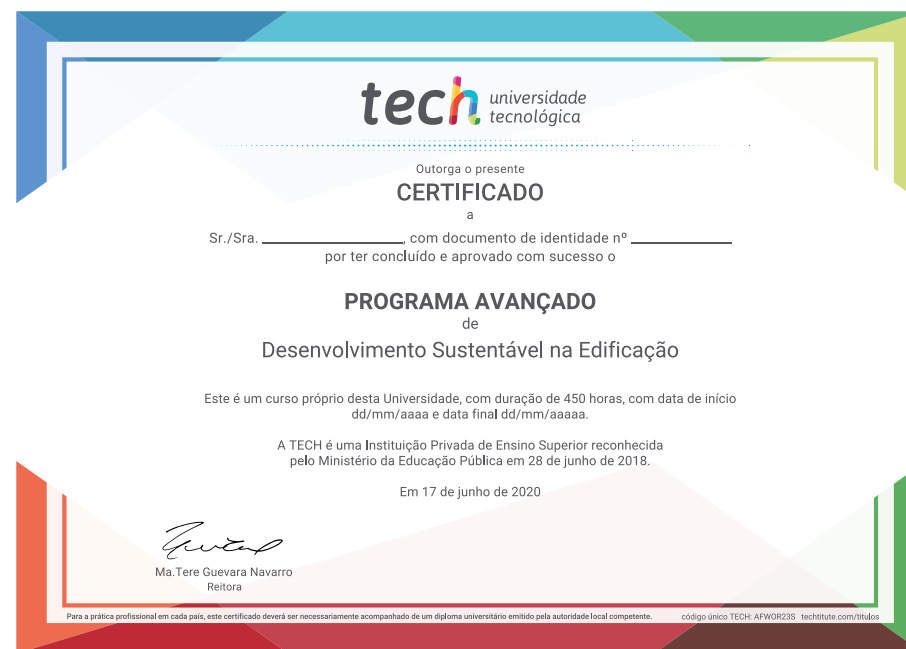 tech universidade
tecnológica
Outorga o presente
CERTIFICADO
a
Sr./Sra. ______________, com documento de identidade nº ______________
por ter concluído e aprovado com sucesso o
PROGRAMA AVANÇADO
de
Desenvolvimento Sustentável na Edificação
Este é um curso próprio desta Universidade, com duração de 450 horas, com data de início
dd/mm/aaaa e data final dd/mm/aaaaa.
A TECH é uma Instituição Privada de Ensino Superior reconhecida
pelo Ministério da Educação Pública em 28 de junho de 2018.
Em 17 de junho de 2020
Ma.Tere Guevara Navarro
Reitora
Para a prática profissional em cada país, este certificado deverá ser necessariamente acompanhado de um diploma universitário emitido pela autoridade local competente. código único TECH: AFWOR23S techtitute.com/titulos